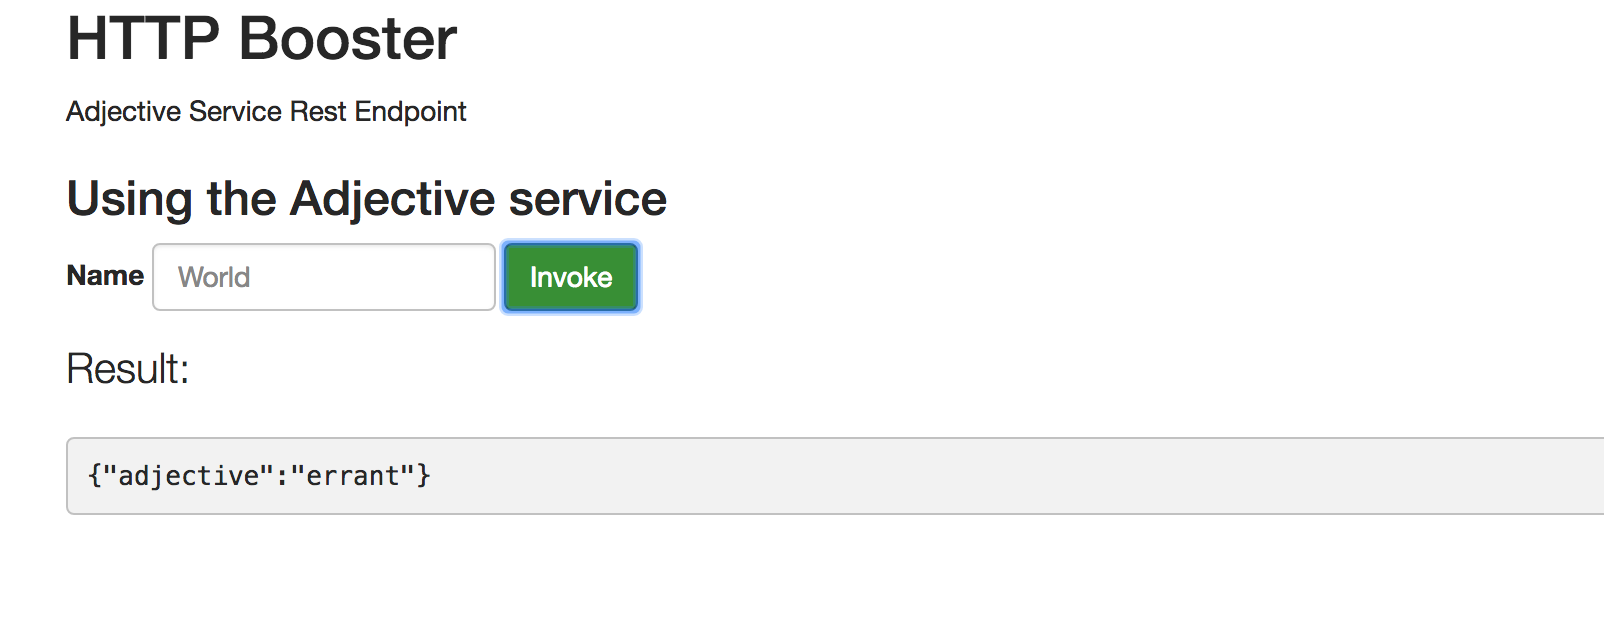 HTTP Booster
Adjective Service Rest Endpoint
Using the Adjective service
Name World Invoke
Result:
{"adjective":"errant"}